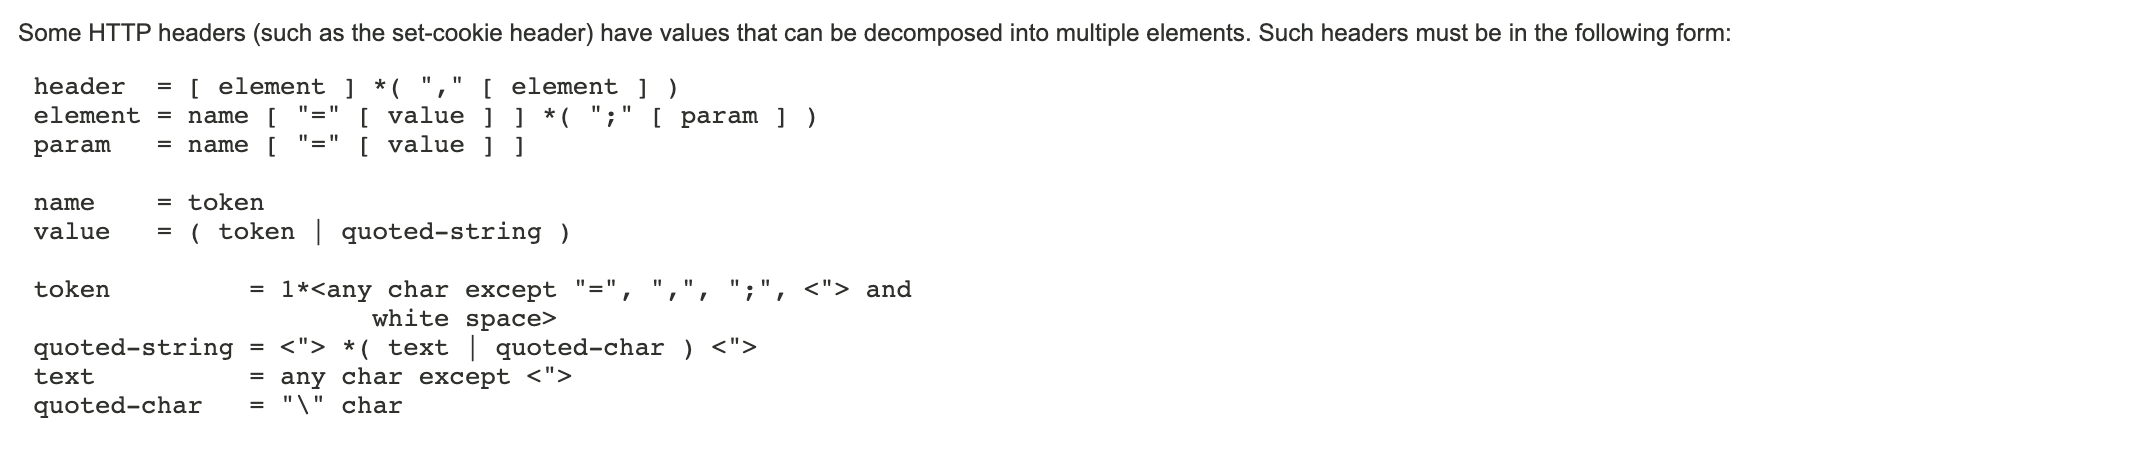 Some HTTP headers (such as the set-cookie header) have values that can be decomposed into multiple elements. Such headers must be in the following form:
header  = [ element ] *( "," [ element ] )
element = name [ "=" [ value ] ] *( ";" [ param ] )
param   = name [ "=" [ value ] ]
name    = token
value   = ( token | quoted-string )
token         = 1*<any char except "=", ",", ";", <"> and
                      white space>
quoted-string = <"> *( text | quoted-char ) <">
text          = any char except <">
quoted-char   = "\" char